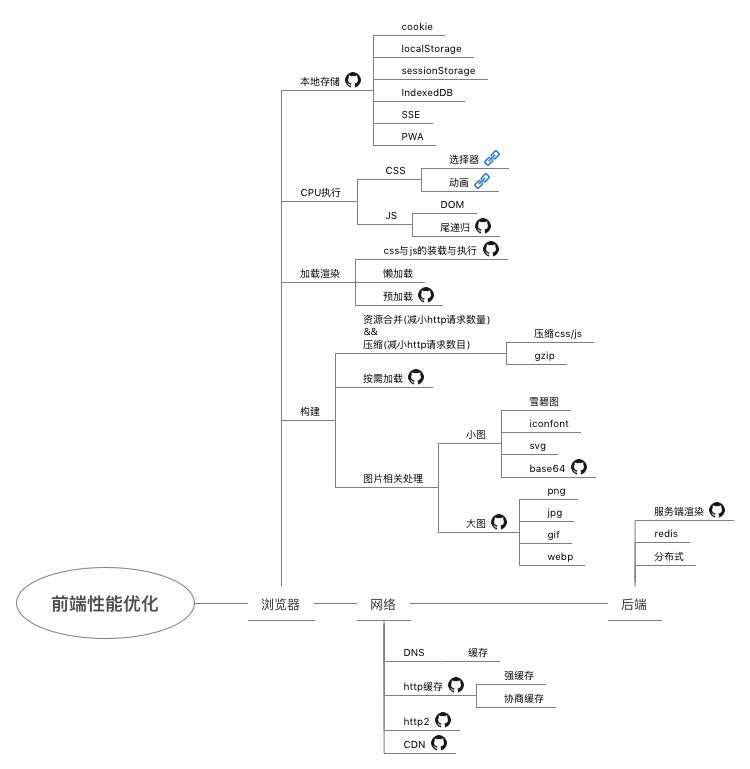 cookie
localStorage
sessionStorage
IndexedDB
SSE
PWA
本地存储
选择器
动画
CSS
CPU执行
DOM
JS
尾递归
css与js的装载与执行
加载渲染
懒加载
预加载
资源合并(减小http请求数量)
&&
压缩(减小http请求数目)
压缩css/js
gzip
按需加载
构建
雪碧图
iconfont
小图
svg
base64
图片相关处理
png
jpg
大图
gif
webp
服务端渲染
redis
分布式
前端性能优化
浏览器
网络
后端
DNS
缓存
http缓存
强缓存
协商缓存
http2
CDN